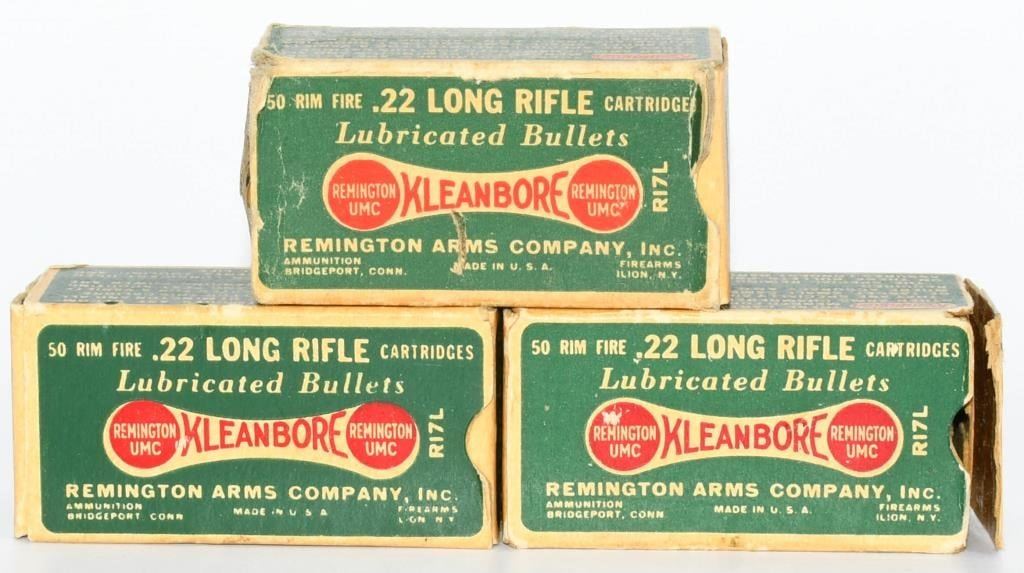 50 RIM FIRE .22 LONG RIFLE CARTRIDGES
Lubricated Bullets
REMINGTON UMC KLEANBORE REMINGTON UMC
R17L
REMINGTON ARMS COMPANY, INC.
AMMUNITION BRIDGEPORT, CONN. MADE IN U.S.A. FIREARMS ILION, N.Y.
50 RIM FIRE .22 LONG RIFLE CARTRIDGES
Lubricated Bullets
REMINGTON UMC KLEANBORE REMINGTON UMC
R17L
REMINGTON ARMS COMPANY, INC.
AMMUNITION MADE IN U.S.A FIREARMS
BRIDGEPORT, CONN
50 RIM FIRE .22 LONG RIFLE CARTRIDGES
Lubricated Bullets
REMINGTON UMC KLEANBORE REMINGTON UMC
R17L
REMINGTON ARMS COMPANY, INC.
AMMUNITION MADE IN U.S.A. FIREARMS
BRIDGEPORT, CONN ILION, N.Y.